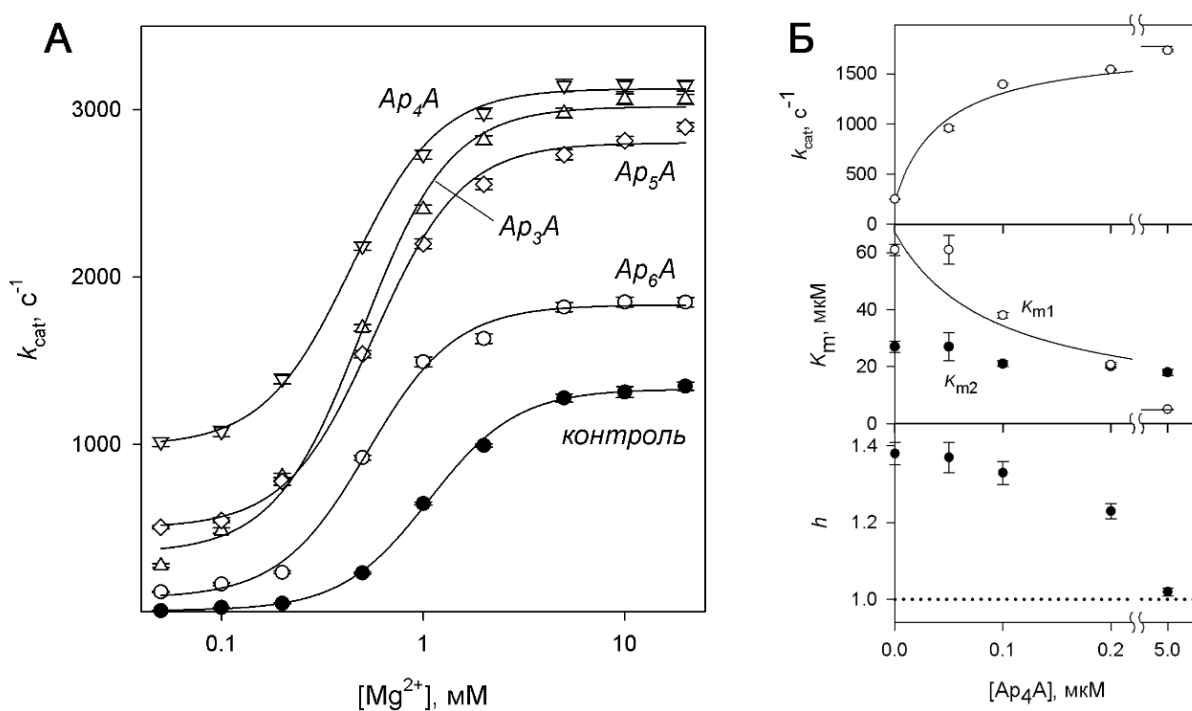 А
3000
2000
1000
k_cat, с⁻¹
Ap₄A
Ap₅A
Ap₃A
Ap₆A
контроль
0.1
1
10
[Mg²⁺], мМ
Б
1500
1000
500
0
k_cat, с⁻¹
60
40
20
0
K_m, мкМ
K_m1
K_m2
1.4
1.2
1.0
h
0.0
0.1
0.2
5.0
[Ap₄A], мкМ